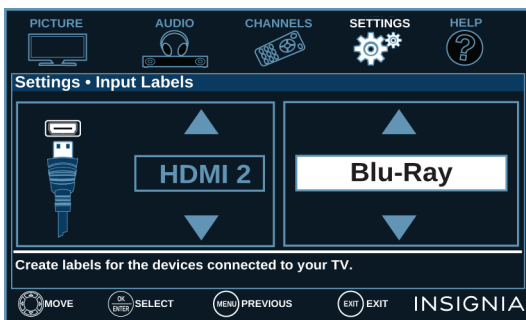 PICTURE AUDIO CHANNELS SETTINGS HELP
Settings • Input Labels
HDMI 2 Blu-Ray
Create labels for the devices connected to your TV.
MOVE OK ENTER SELECT MENU PREVIOUS EXIT EXIT INSIGNIA